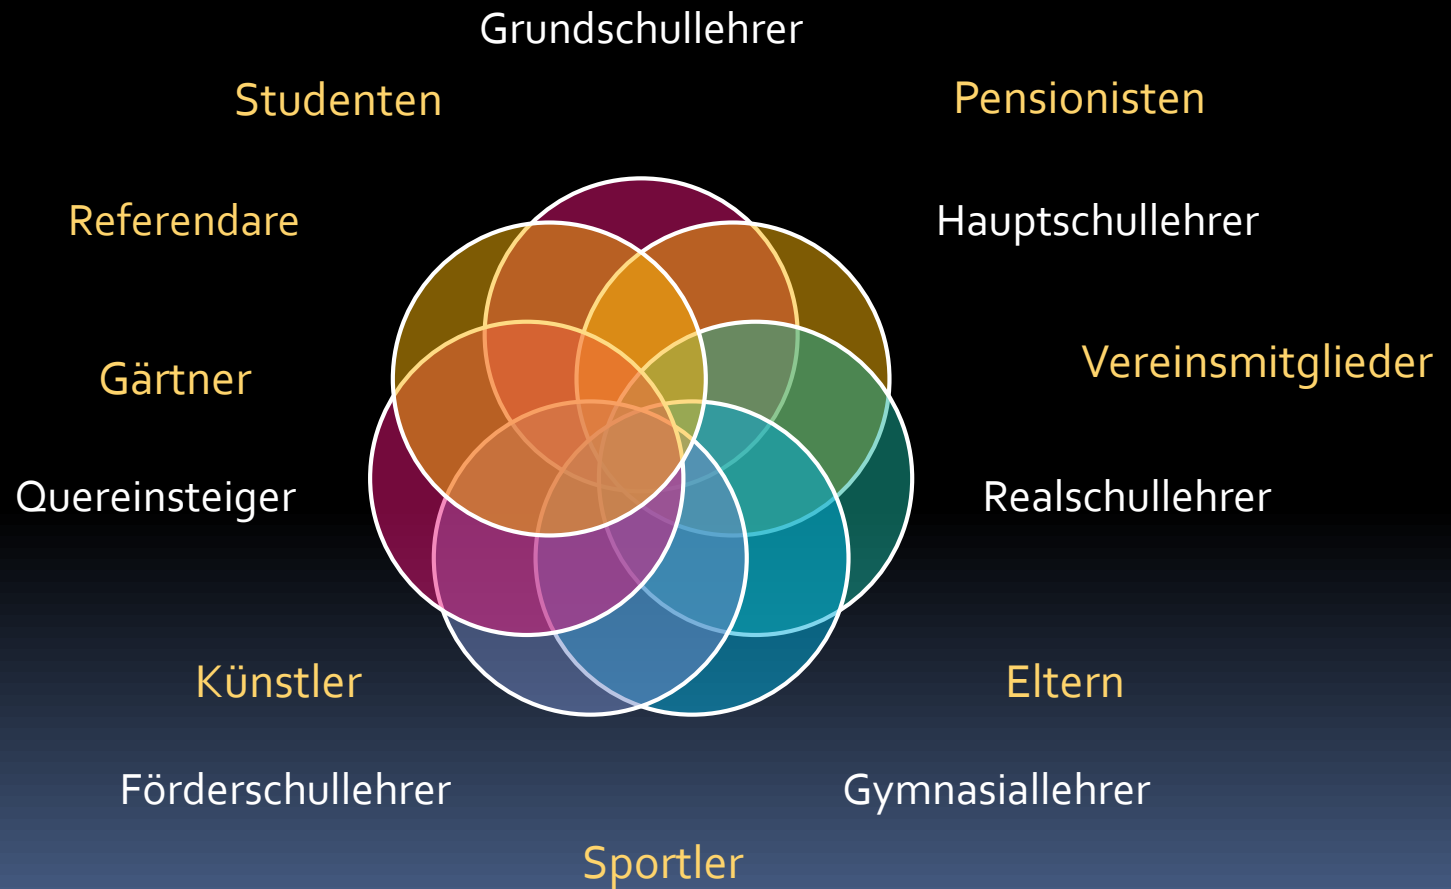 Grundschullehrer
Studenten
Pensionisten
Referendare
Hauptschullehrer
Gärtner
Vereinsmitglieder
Quereinsteiger
Realschullehrer
Künstler
Eltern
Förderschullehrer
Gymnasiallehrer
Sportler